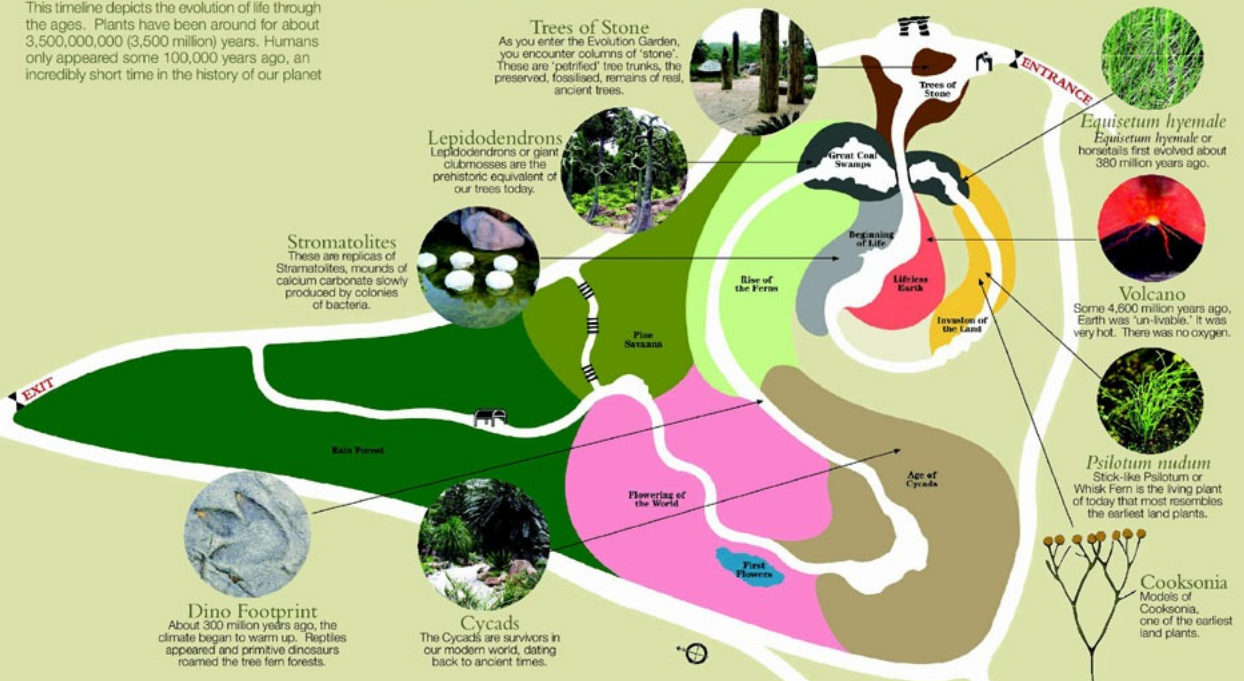 This timeline depicts the evolution of life through
the ages. Plants have been around for about
3,500,000,000 (3,500 million) years. Humans
only appeared some 100,000 years ago, an
incredibly short time in the history of our planet
Trees of Stone
As you enter the Evolution Garden,
you encounter columns of 'stone'.
These are 'petrified' tree trunks, the
preserved, fossilised, remains of real,
ancient trees.
Lepidodendrons
Lepidodendrons or giant
clubmosses are the
prehistoric equivalent of
our trees today.
Stromatolites
These are replicas of
Stramatolites, mounds of
calcium carbonate slowly
produced by colonies
of bacteria.
ENTRANCE
Trees of
Stone
Great Coal
Swamps
Beginning
of Life
Lifeless
Earth
Invasion of
the Land
Rise of
the Ferns
Pine
Savanna
EXIT
Rain Forest
Flowering of
the World
Age of
Cycads
First
Flowers
Equisetum hyemale
Equisetum hyemale or
horsetails first evolved about
380 million years ago.
Volcano
Some 4,600 million years ago,
Earth was 'un-livable.' It was
very hot. There was no oxygen.
Psilotum nudum
Stick-like Psilotum or
Whisk Fern is the living plant
of today that most resembles
the earliest land plants.
Cooksonia
Models of
Cooksonia,
one of the earliest
land plants.
Dino Footprint
About 300 million years ago, the
climate began to warm up. Reptiles
appeared and primitive dinosaurs
roamed the tree fern forests.
Cycads
The Cycads are survivors in
our modern world, dating
back to ancient times.